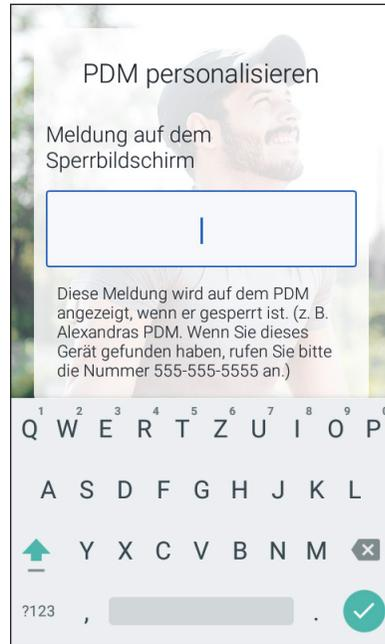 PDM personalisieren
Meldung auf dem
Sperrbildschirm
Diese Meldung wird auf dem PDM
angezeigt, wenn er gesperrt ist. (z. B.
Alexandras PDM. Wenn Sie dieses
Gerät gefunden haben, rufen Sie bitte
die Nummer 555-555-5555 an.)
1 2 3 4 5 6 7 8 9 0
Q W E R T Z U I O P
A S D F G H J K L
Y X C V B N M
?123 , .